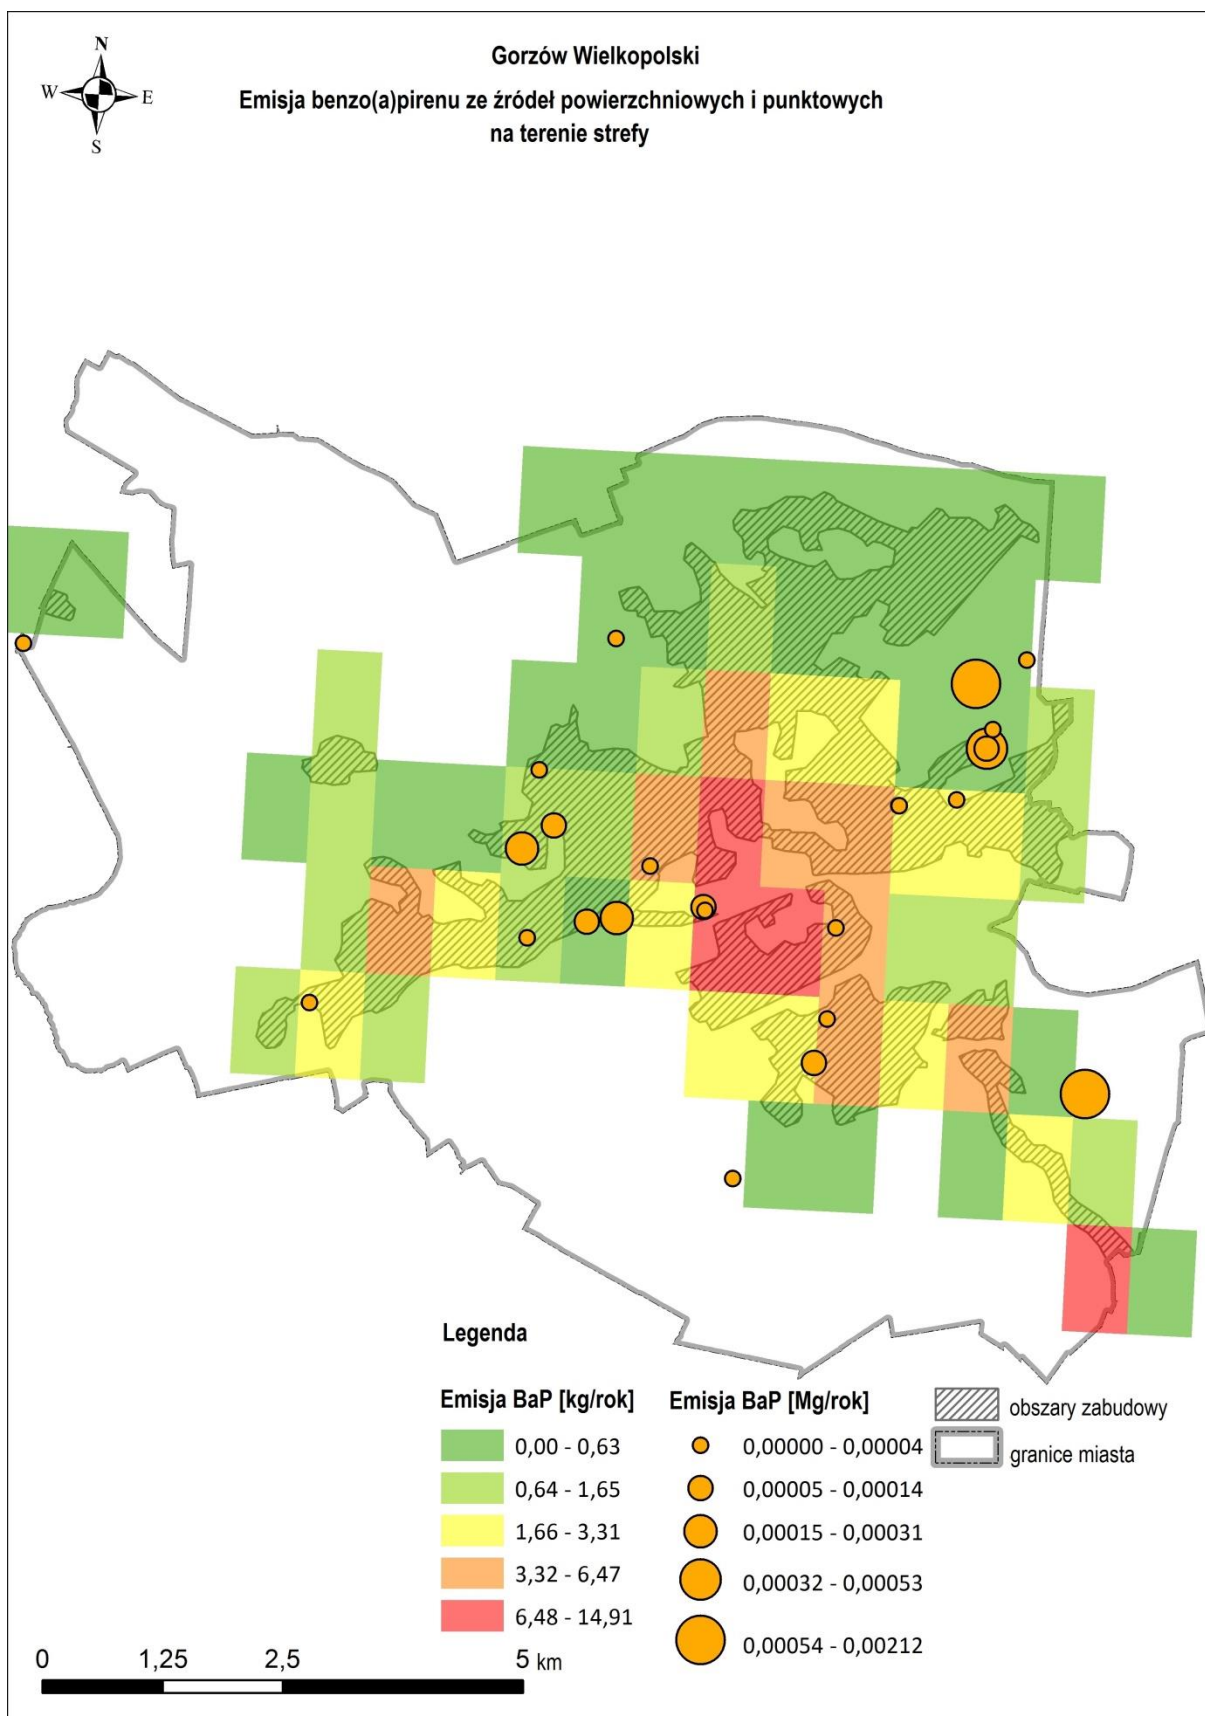 N
W
E
S
Gorzów Wielkopolski
Emisja benzo(a)pirenu ze źródeł powierzchniowych i punktowych
na terenie strefy
Legenda
Emisja BaP [kg/rok]
0,00 - 0,63
0,64 - 1,65
1,66 - 3,31
3,32 - 6,47
6,48 - 14,91
Emisja BaP [Mg/rok]
0,00000 - 0,00004
0,00005 - 0,00014
0,00015 - 0,00031
0,00032 - 0,00053
0,00054 - 0,00212
obszary zabudowy
granice miasta
0 1,25 2,5 5 km